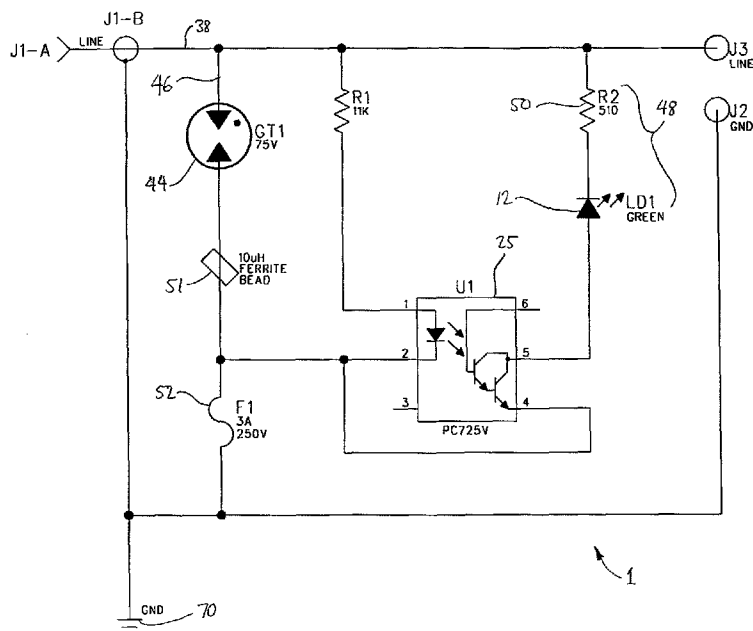 J1-B
38
J1-A
LINE
J3
LINE
46
R1
11K
50
R2
510
48
J2
GND
GT1
75V
44
12
LD1
GREEN
10uH
FERRITE
BEAD
51
25
U1
1
6
2
5
3
4
PC725V
52
F1
3A
250V
1
GND
70